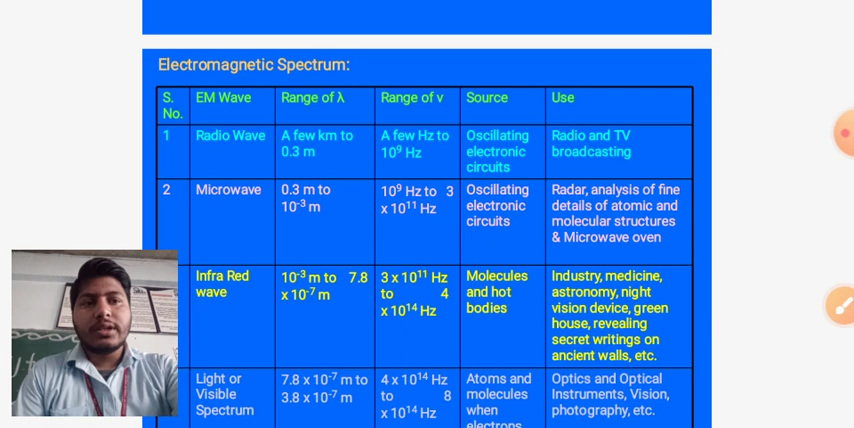 Electromagnetic Spectrum:
S. No. EM Wave Range of λ Range of ν Source Use
1 Radio Wave A few km to 0.3 m A few Hz to 10⁹ Hz Oscillating electronic circuits Radio and TV broadcasting
2 Microwave 0.3 m to 10⁻³ m 10⁹ Hz to 3 x 10¹¹ Hz Oscillating electronic circuits Radar, analysis of fine details of atomic and molecular structures & Microwave oven
Infra Red wave 10⁻³ m to 7.8 x 10⁻⁷ m 3 x 10¹¹ Hz to 4 x 10¹⁴ Hz Molecules and hot bodies Industry, medicine, astronomy, night vision device, green house, revealing secret writings on ancient walls, etc.
Light or Visible Spectrum 7.8 x 10⁻⁷ m to 3.8 x 10⁻⁷ m 4 x 10¹⁴ Hz to 8 x 10¹⁴ Hz Atoms and molecules when electrons Optics and Optical Instruments, Vision, photography, etc.